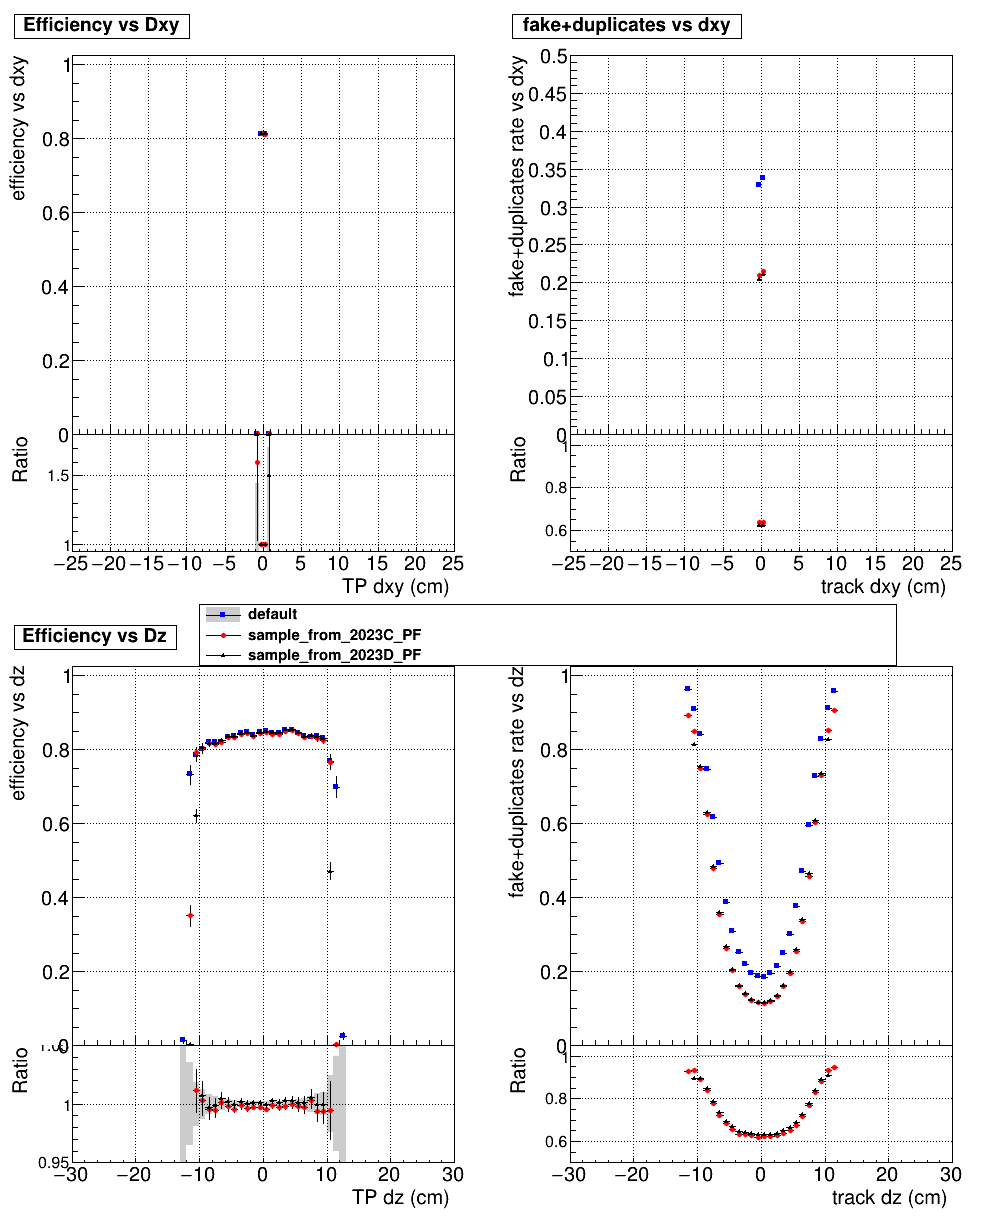 Efficiency vs Dxy
fake+duplicates vs dxy
efficiency vs dxy
1
0.8
0.6
0.4
0.2
0
Ratio
1.5
1
−25 −20 −15 −10 −5 0 5 10 15 20 25
TP dxy (cm)
fake+duplicates rate vs dxy
0.5
0.45
0.4
0.35
0.3
0.25
0.2
0.15
0.1
0.05
0
Ratio
1
0.8
0.6
−25 −20 −15 −10 −5 0 5 10 15 20 25
track dxy (cm)
default
sample_from_2023C_PF
sample_from_2023D_PF
Efficiency vs Dz
efficiency vs dz
1
0.8
0.6
0.4
0.2
0
Ratio
1
0.95
−30 −20 −10 0 10 20 30
TP dz (cm)
fake+duplicates rate vs dz
1
0.8
0.6
0.4
0.2
0
Ratio
1
0.8
0.6
−30 −20 −10 0 10 20 30
track dz (cm)